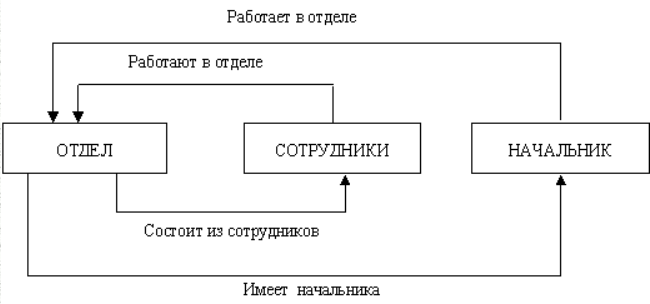 Работает в отделе
Работают в отделе
ОТДЕЛ
СОТРУДНИКИ
НАЧАЛЬНИК
Состоит из сотрудников
Имеет начальника